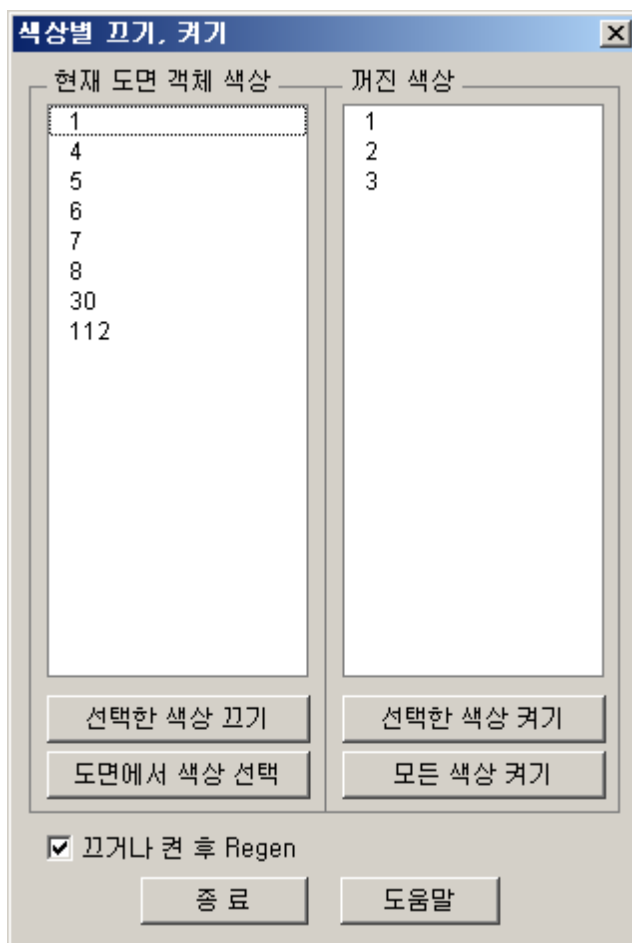 색상별 끄기, 켜기
현재 도면 객체 색상
1
4
5
6
7
8
30
112
선택한 색상 끄기
도면에서 색상 선택
꺼진 색상
1
2
3
선택한 색상 켜기
모든 색상 켜기
끄거나 켠 후 Regen
종 료
도움말